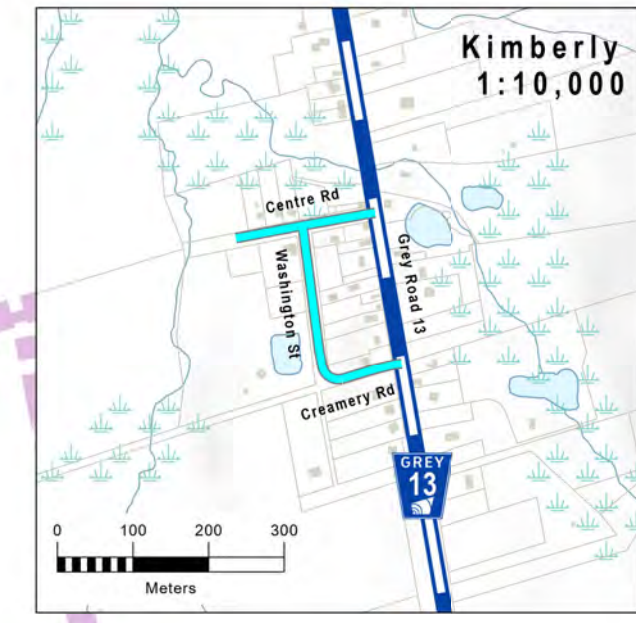 Kimberly
1:10,000
Centre Rd
Washington St
Grey Road 13
Creamery Rd
GREY
13
0 100 200 300
Meters